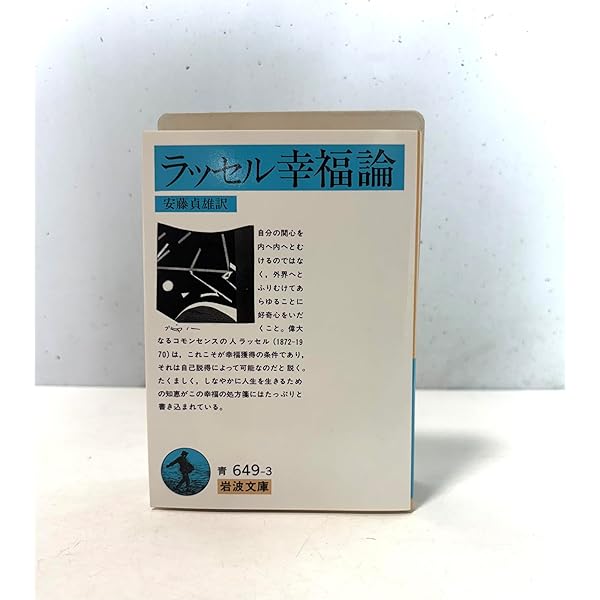 ラッセル幸福論
安藤貞雄訳
自分の関心を
内へ内へとむ
けるのではな
く，外界へと
ふりむけてあ
らゆることに
好奇心をいだ
くこと。偉大
なるコモンセンスの人ラッセル(1872-19
70)は，これこそが幸福獲得の条件であり，
それは自己説得によって可能なのだと説く。
たくましく，しなやかに人生を生きるため
の知恵がこの幸福の処方箋にはたっぷりと
書き込まれている。
青 649-3
岩波文庫